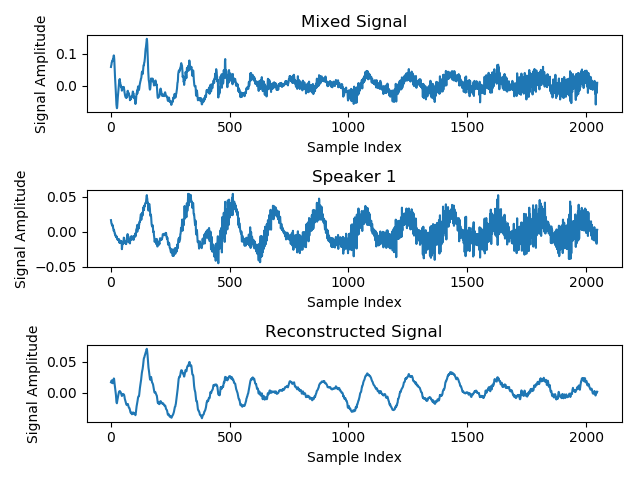 Mixed Signal
Signal Amplitude
0.1
0.0
0 500 1000 1500 2000
Sample Index
Speaker 1
Signal Amplitude
0.05
0.00
−0.05
0 500 1000 1500 2000
Sample Index
Reconstructed Signal
Signal Amplitude
0.05
0.00
0 500 1000 1500 2000
Sample Index